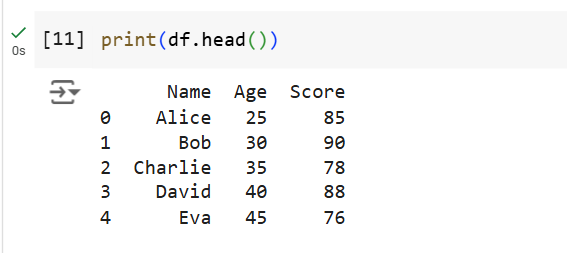 [11] print(df.head())
0s
Name Age Score
0 Alice 25 85
1 Bob 30 90
2 Charlie 35 78
3 David 40 88
4 Eva 45 76